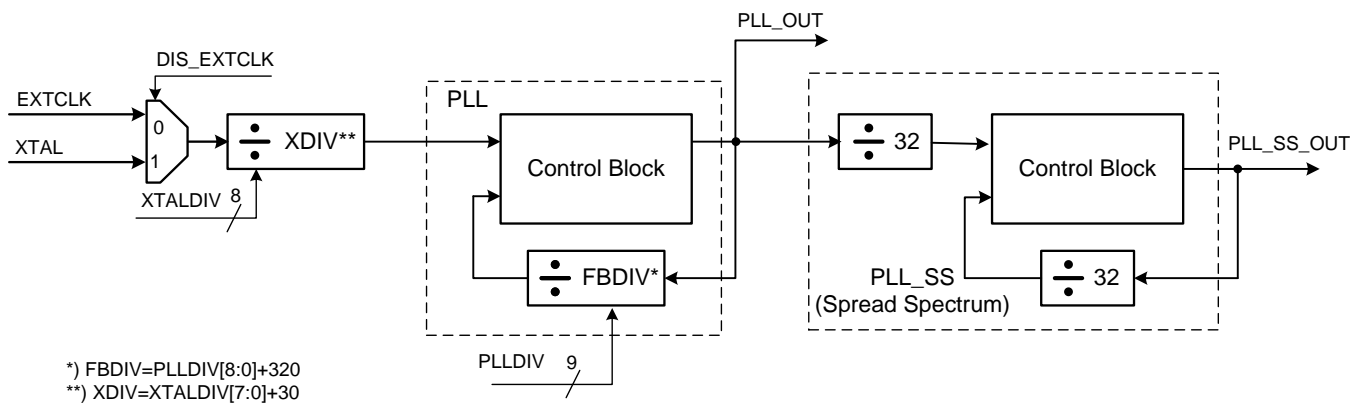 PLL_OUT
DIS_EXTCLK
EXTCLK
0
XTAL
1
÷ XDIV**
XTALDIV 8
PLL
Control Block
÷ FBDIV*
PLLDIV 9
÷ 32
Control Block
PLL_SS_OUT
÷ 32
PLL_SS
(Spread Spectrum)
*) FBDIV=PLLDIV[8:0]+320
**) XDIV=XTALDIV[7:0]+30